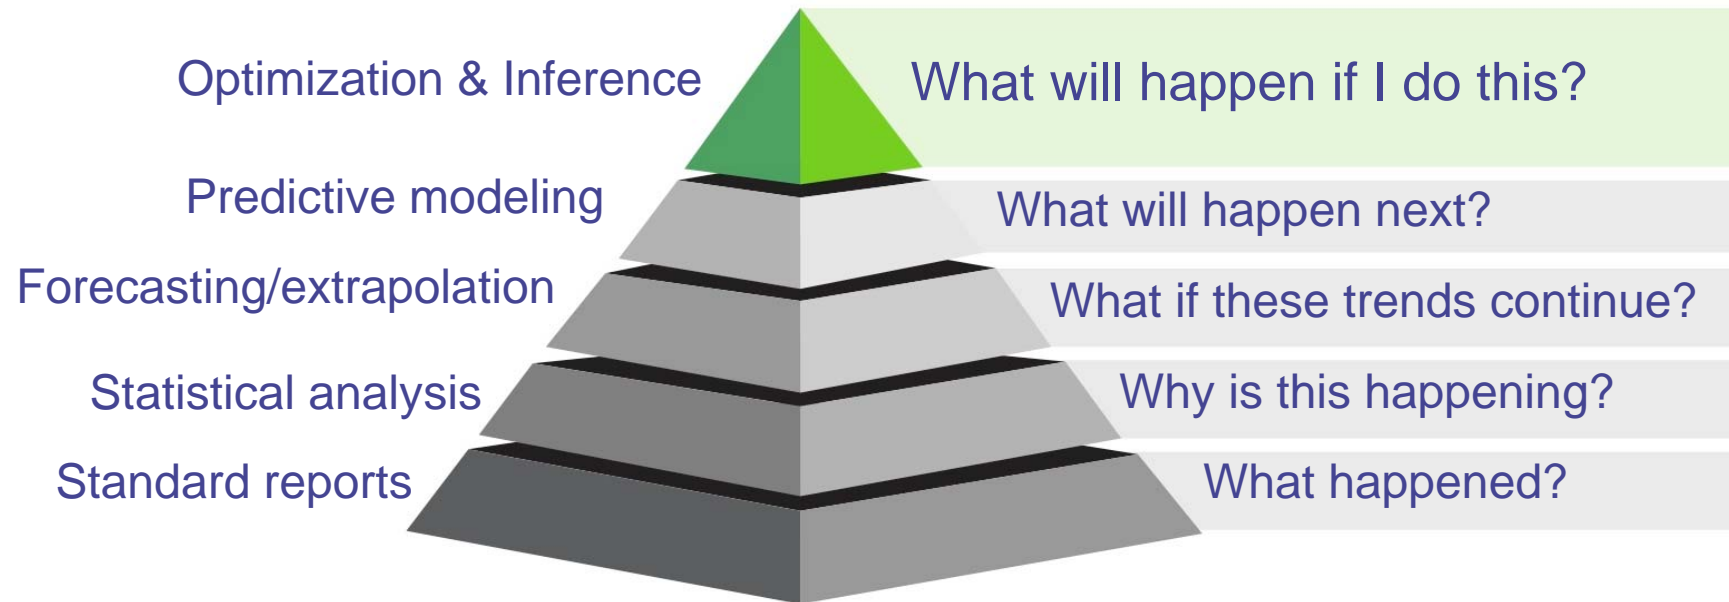 Optimization & Inference
What will happen if I do this?
Predictive modeling
What will happen next?
Forecasting/extrapolation
What if these trends continue?
Statistical analysis
Why is this happening?
Standard reports
What happened?